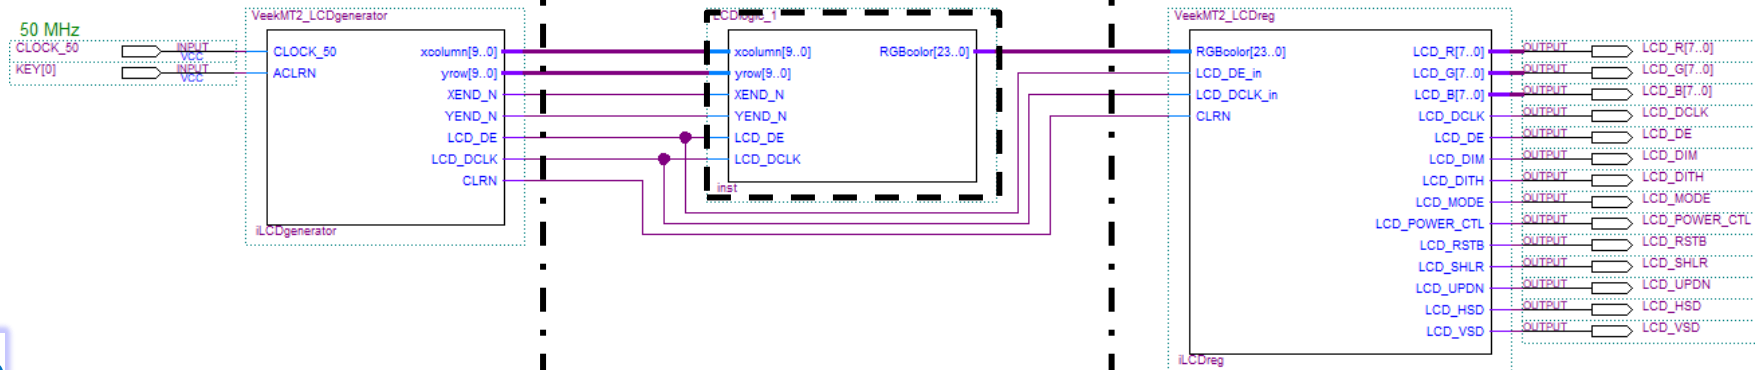 50 MHz
CLOCK_50
INPUT
VCC
KEY[0]
INPUT
VCC
VeekMT2_LCDgenerator
CLOCK_50
ACLRN
xcolumn[9..0]
yrow[9..0]
XEND_N
YEND_N
LCD_DE
LCD_DCLK
CLRN
iLCDgenerator
LCDlogic_1
xcolumn[9..0]
yrow[9..0]
XEND_N
YEND_N
LCD_DE
LCD_DCLK
RGBcolor[23..0]
inst
VeekMT2_LCDreg
RGBcolor[23..0]
LCD_DE_in
LCD_DCLK_in
CLRN
LCD_R[7..0]
LCD_G[7..0]
LCD_B[7..0]
LCD_DCLK
LCD_DE
LCD_DIM
LCD_DITH
LCD_MODE
LCD_POWER_CTL
LCD_RSTB
LCD_SHLR
LCD_UPDN
LCD_HSD
LCD_VSD
iLCDreg
OUTPUT LCD_R[7..0]
OUTPUT LCD_G[7..0]
OUTPUT LCD_B[7..0]
OUTPUT LCD_DCLK
OUTPUT LCD_DE
OUTPUT LCD_DIM
OUTPUT LCD_DITH
OUTPUT LCD_MODE
OUTPUT LCD_POWER_CTL
OUTPUT LCD_RSTB
OUTPUT LCD_SHLR
OUTPUT LCD_UPDN
OUTPUT LCD_HSD
OUTPUT LCD_VSD